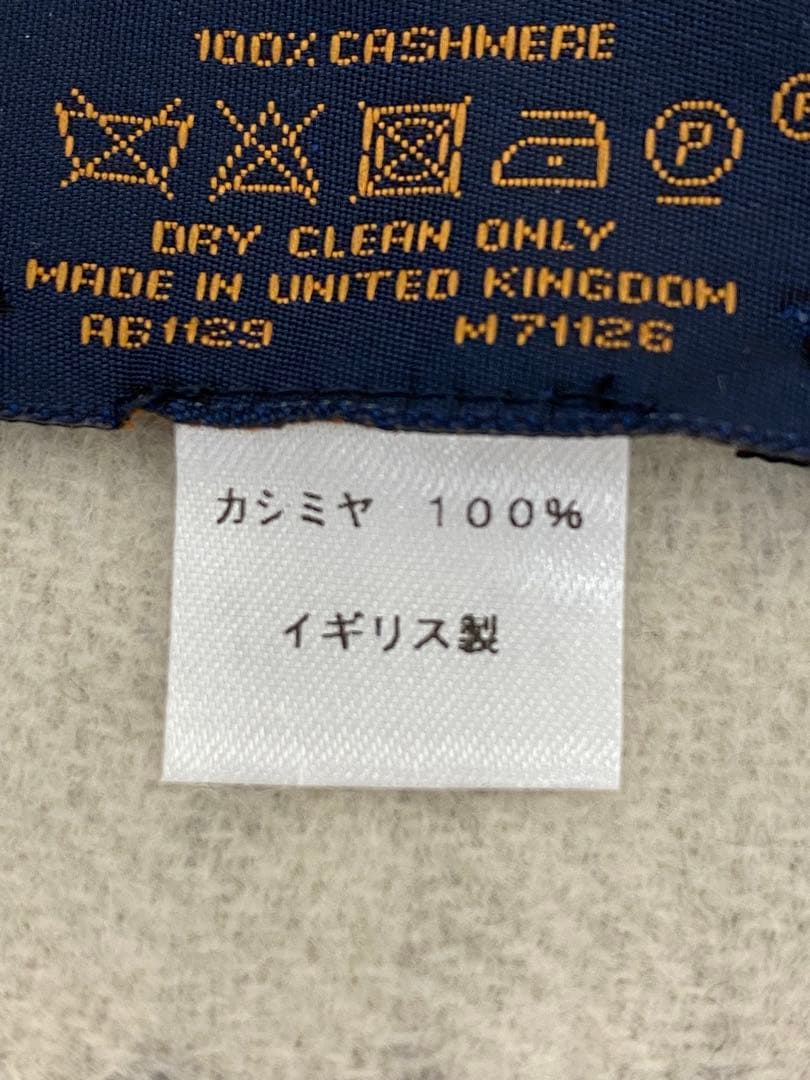 100% CASHMERE
P
DRY CLEAN ONLY
MADE IN UNITED KINGDOM
AB1129 M71126
カシミヤ 100%
イギリス製